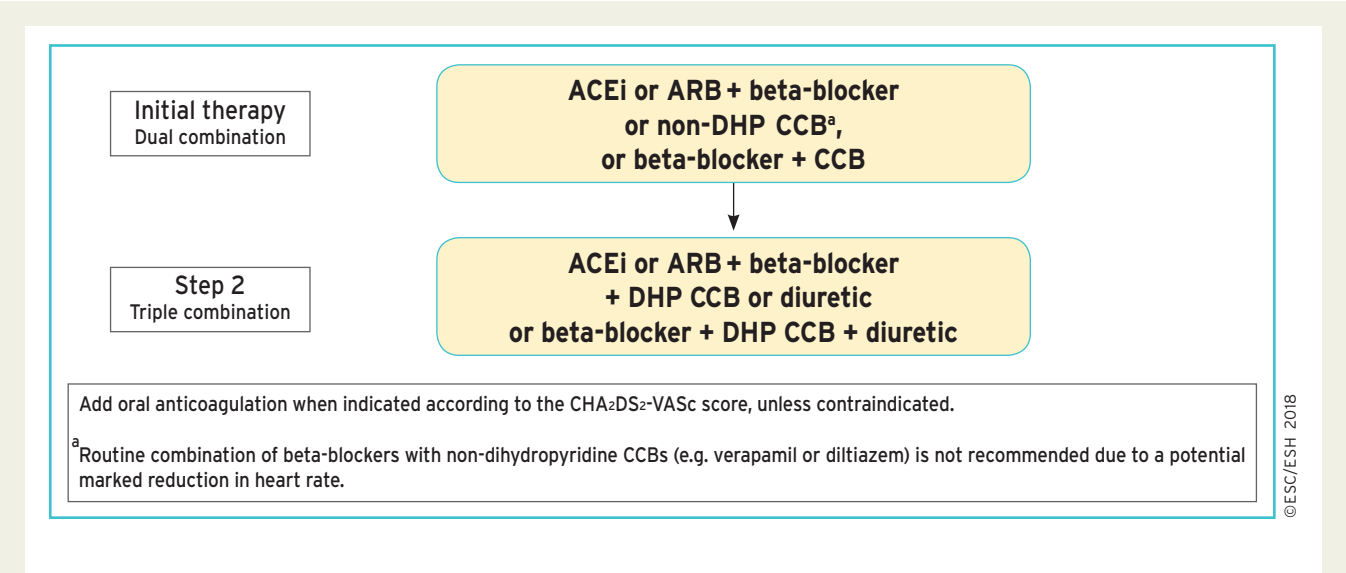 Initial therapy
Dual combination
ACEi or ARB + beta-blocker
or non-DHP CCBᵃ,
or beta-blocker + CCB
Step 2
Triple combination
ACEi or ARB + beta-blocker
+ DHP CCB or diuretic
or beta-blocker + DHP CCB + diuretic
Add oral anticoagulation when indicated according to the CHA₂DS₂-VASc score, unless contraindicated.
ᵃRoutine combination of beta-blockers with non-dihydropyridine CCBs (e.g. verapamil or diltiazem) is not recommended due to a potential
marked reduction in heart rate.
©ESC/ESH 2018